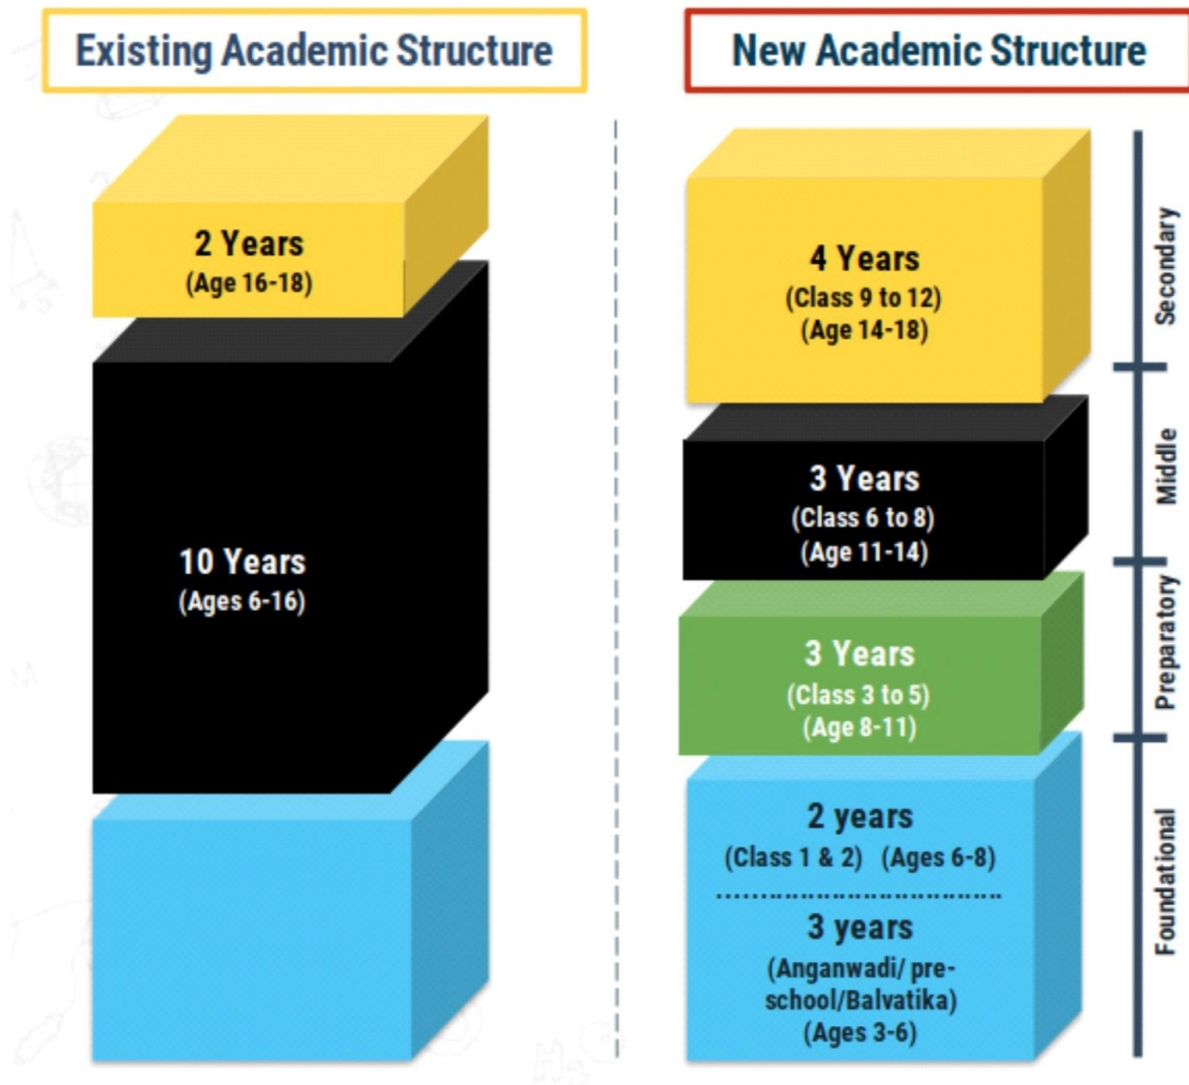 Existing Academic Structure
2 Years
(Age 16-18)
10 Years
(Ages 6-16)
New Academic Structure
4 Years
(Class 9 to 12)
(Age 14-18)
Secondary
3 Years
(Class 6 to 8)
(Age 11-14)
Middle
3 Years
(Class 3 to 5)
(Age 8-11)
Preparatory
2 years
(Class 1 & 2) (Ages 6-8)
3 years
(Anganwadi/ pre-
school/Balvatika)
(Ages 3-6)
Foundational